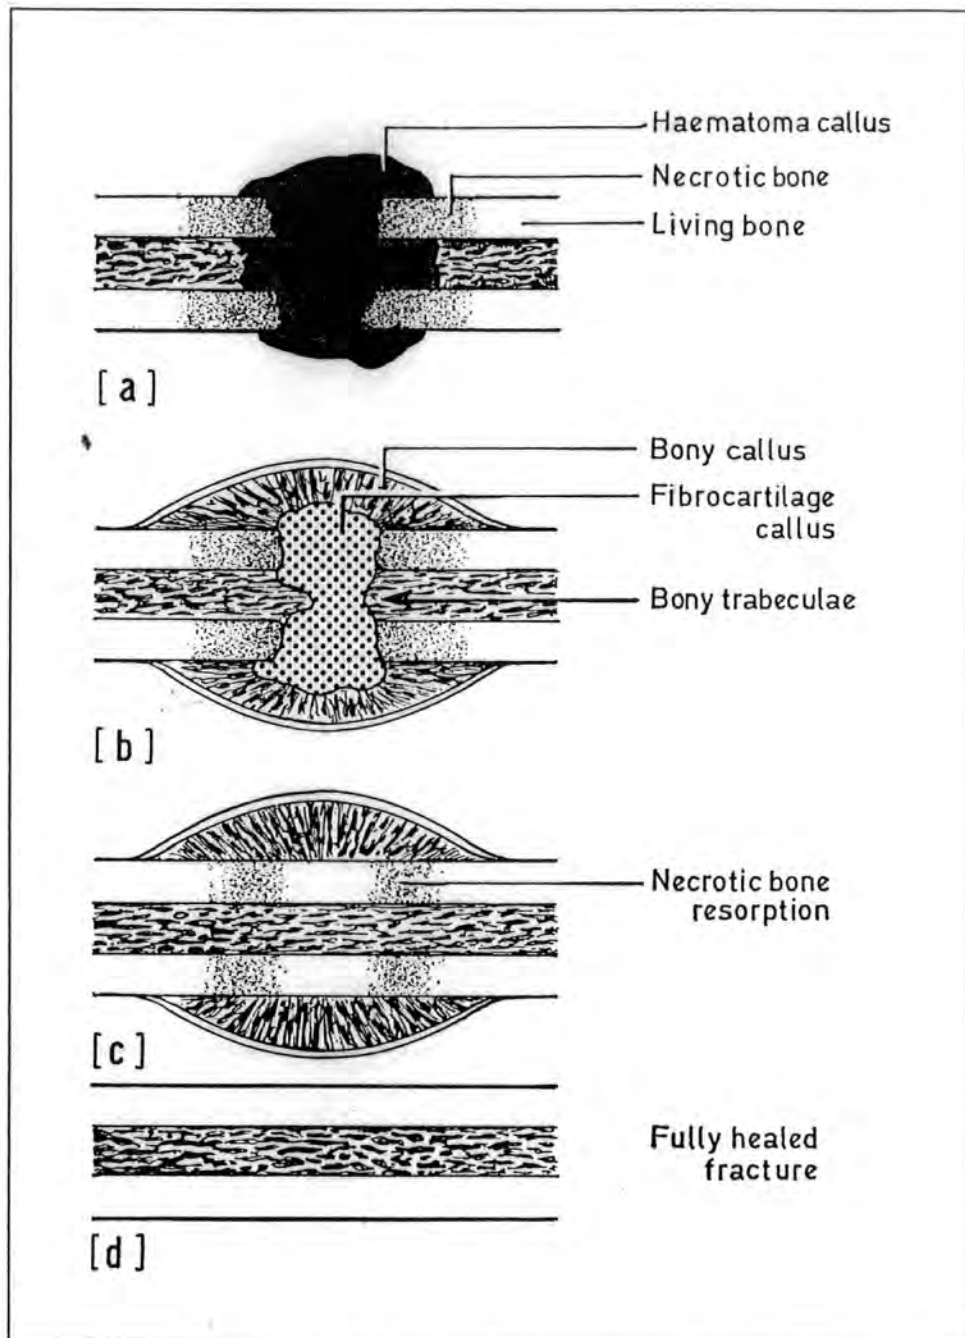 Haematoma callus
Necrotic bone
Living bone
[a]
Bony callus
Fibrocartilage
callus
Bony trabeculae
[b]
Necrotic bone
resorption
[c]
Fully healed
fracture
[d]